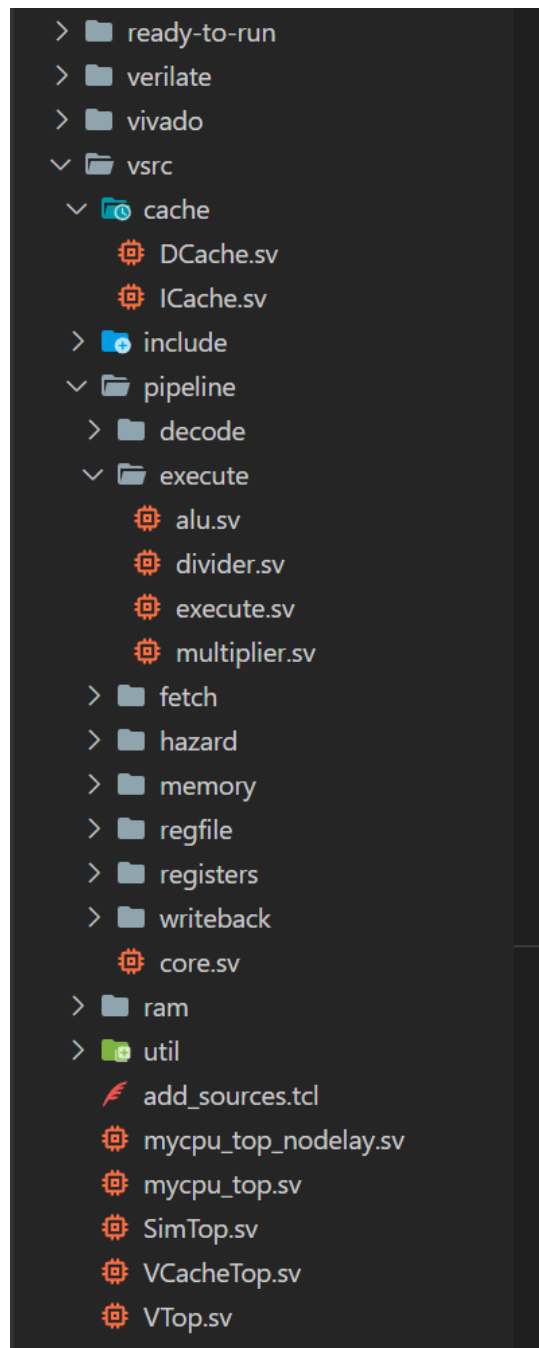 ready-to-run
verilate
vivado
vsrc
cache
DCache.sv
ICache.sv
include
pipeline
decode
execute
alu.sv
divider.sv
execute.sv
multiplier.sv
fetch
hazard
memory
regfile
registers
writeback
core.sv
ram
util
add_sources.tcl
mycpu_top_nodelay.sv
mycpu_top.sv
SimTop.sv
VCacheTop.sv
VTop.sv